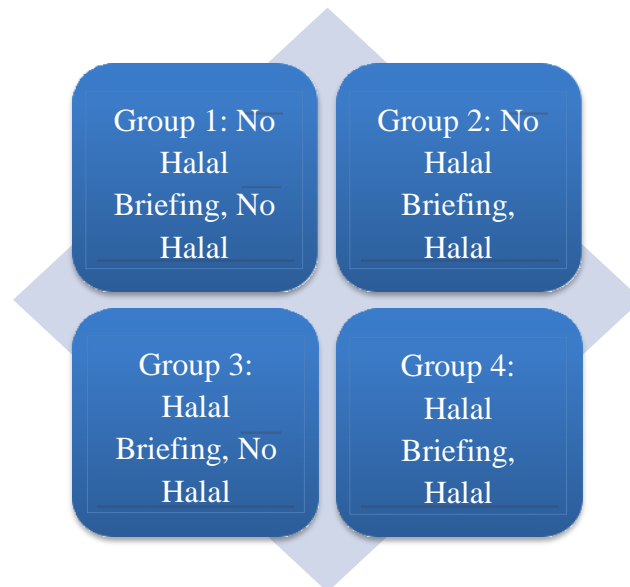 Group 1: No
Halal
Briefing, No
Halal
Group 2: No
Halal
Briefing,
Halal
Group 3:
Halal
Briefing, No
Halal
Group 4:
Halal
Briefing,
Halal